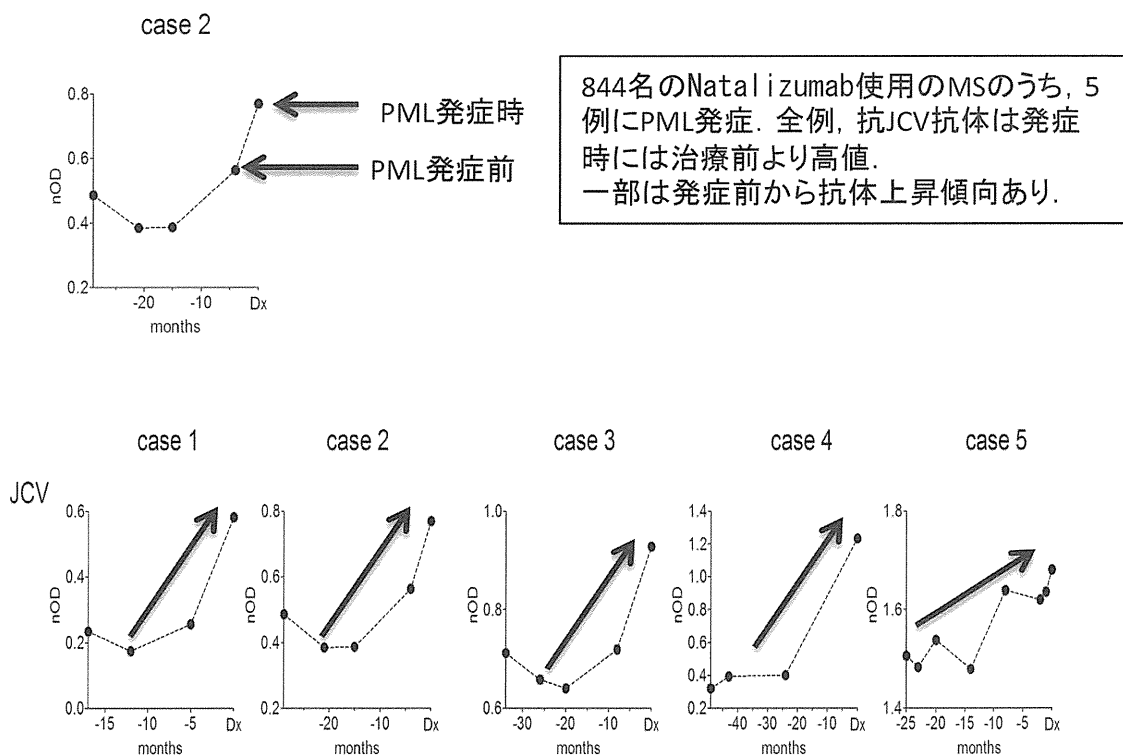 case 2
0.8
0.6
0.4
0.2
nOD
-20
-10
Dx
months
PML発症時
PML発症前
844名のNatalizumab使用のMSのうち, 5
例にPML発症. 全例, 抗JCV抗体は発症
時には治療前より高値.
一部は発症前から抗体上昇傾向あり.
JCV
case 1
0.6
0.4
0.2
0.0
nOD
-15
-10
-5
Dx
months
case 2
0.8
0.6
0.4
0.2
nOD
-20
-10
Dx
months
case 3
1.0
0.8
0.6
nOD
-30
-20
-10
Dx
months
case 4
1.4
1.2
1.0
0.8
0.6
0.4
0.2
nOD
-40
-30
-20
-10
Dx
months
case 5
1.8
1.6
1.4
nOD
-25
-20
-15
-10
-5
Dx
months